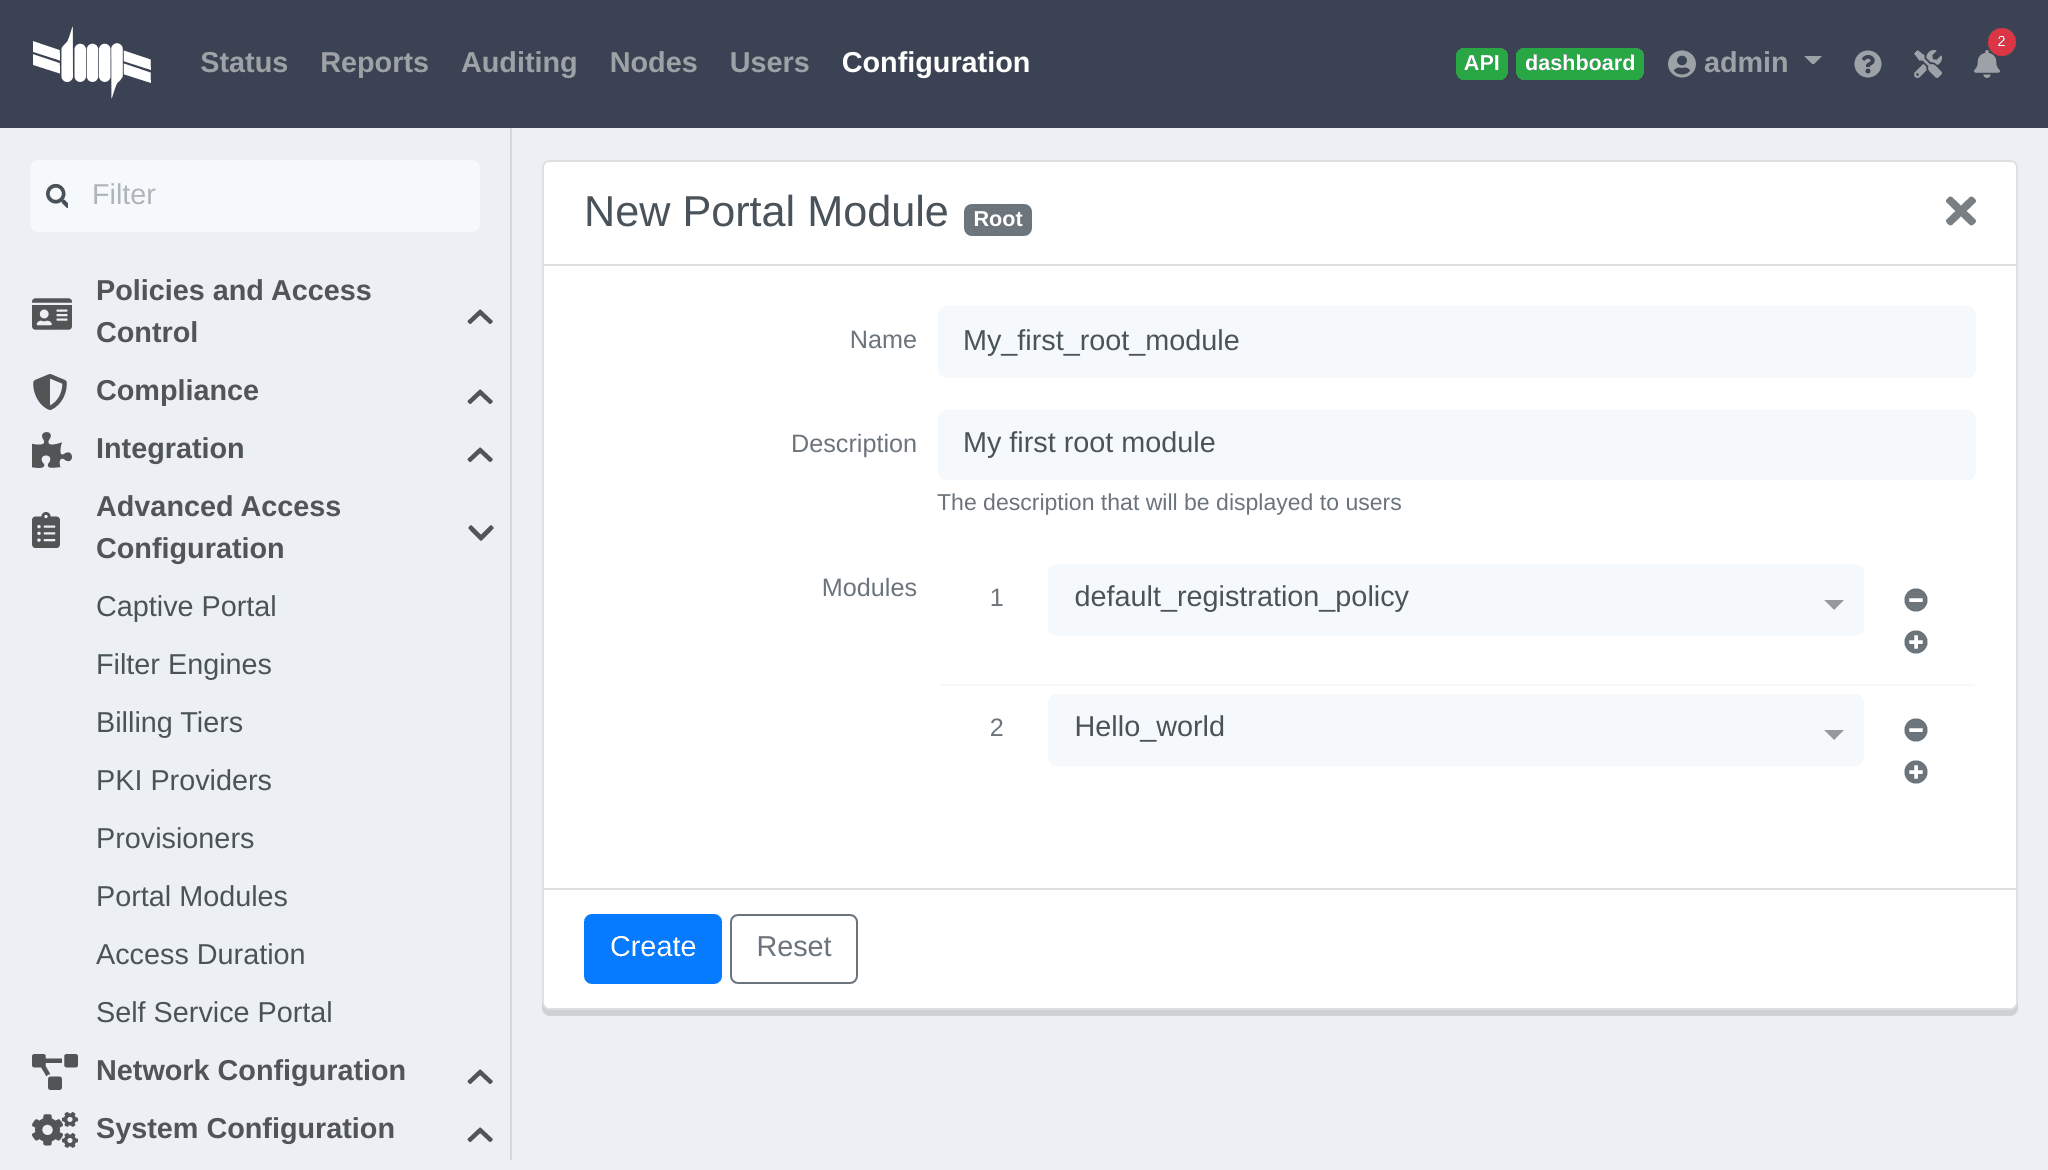 Status Reports Auditing Nodes Users Configuration API dashboard admin 2
Filter
Policies and Access
Control
Compliance
Integration
Advanced Access
Configuration
Captive Portal
Filter Engines
Billing Tiers
PKI Providers
Provisioners
Portal Modules
Access Duration
Self Service Portal
Network Configuration
System Configuration
New Portal Module Root
Name My_first_root_module
Description My first root module
The description that will be displayed to users
Modules 1 default_registration_policy
2 Hello_world
Create Reset